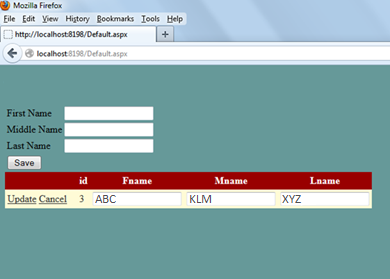 Mozilla Firefox
File Edit View History Bookmarks Tools Help
http://localhost:8198/Default.aspx
localhost:8198/Default.aspx
First Name
Middle Name
Last Name
Save
id Fname Mname Lname
Update Cancel 3 ABC KLM XYZ